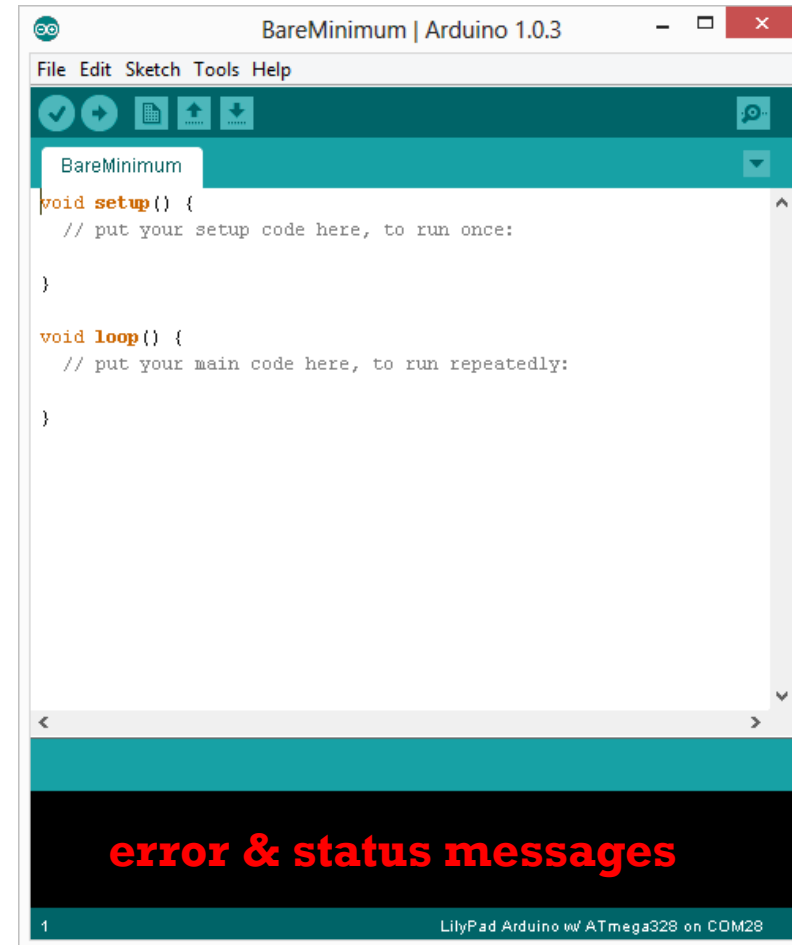 BareMinimum | Arduino 1.0.3
File Edit Sketch Tools Help
BareMinimum
void setup() {
  // put your setup code here, to run once:
}
void loop() {
  // put your main code here, to run repeatedly:
}
error & status messages
1 LilyPad Arduino w/ ATmega328 on COM28